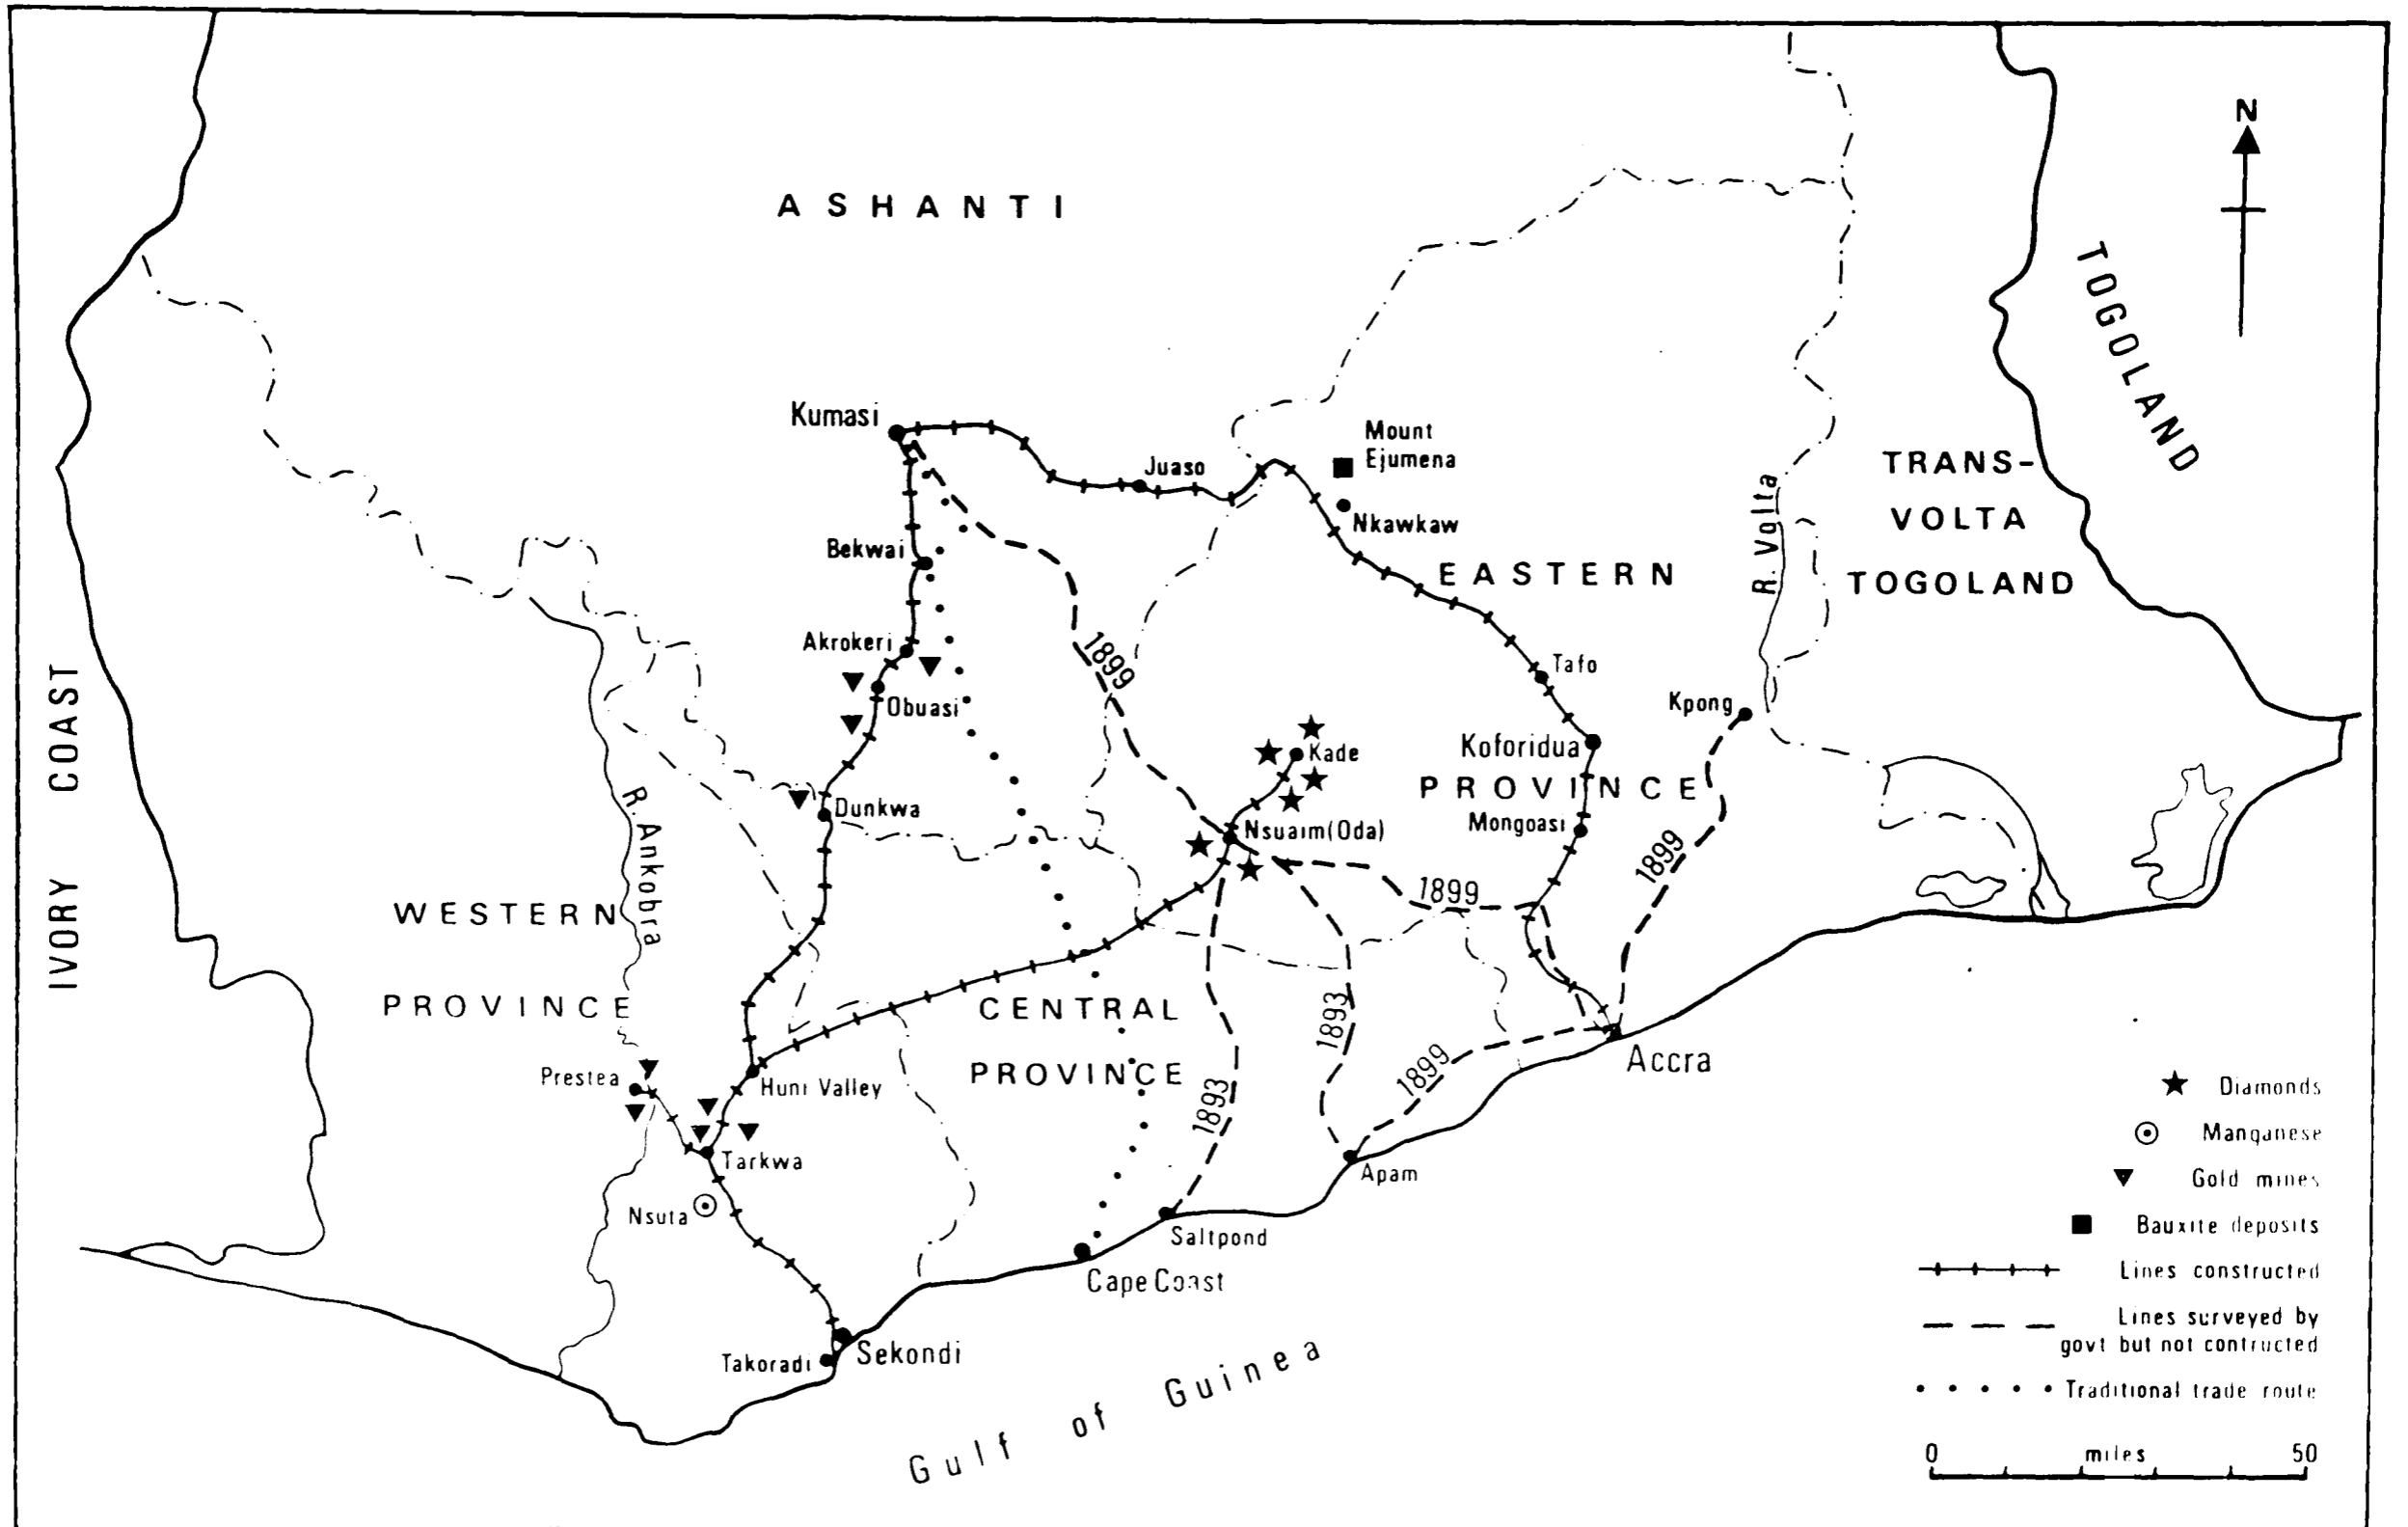 N
ASHANTI
TOGOLAND
Kumasi
Juaso
Mount
Ejumena
Nkawkaw
TRANS-
VOLTA
TOGOLAND
R. Volta
Bekwai
EASTERN
PROVINCE
Akrokeri
1899
Tafo
Kpong
Obuasi
Koforidua
Kade
Dunkwa
Nsuaim(Oda)
Mongoasi
1899
1899
IVORY COAST
R. Ankobra
WESTERN
PROVINCE
CENTRAL
PROVINCE
1893
1893
1899
Accra
Prestea
Huni Valley
Tarkwa
Apam
Nsuta
Saltpond
Cape Coast
Takoradi
Sekondi
Gulf of Guinea
Diamonds
Manganese
Gold mines
Bauxite deposits
Lines constructed
Lines surveyed by
govt but not contructed
Traditional trade route
0 miles 50